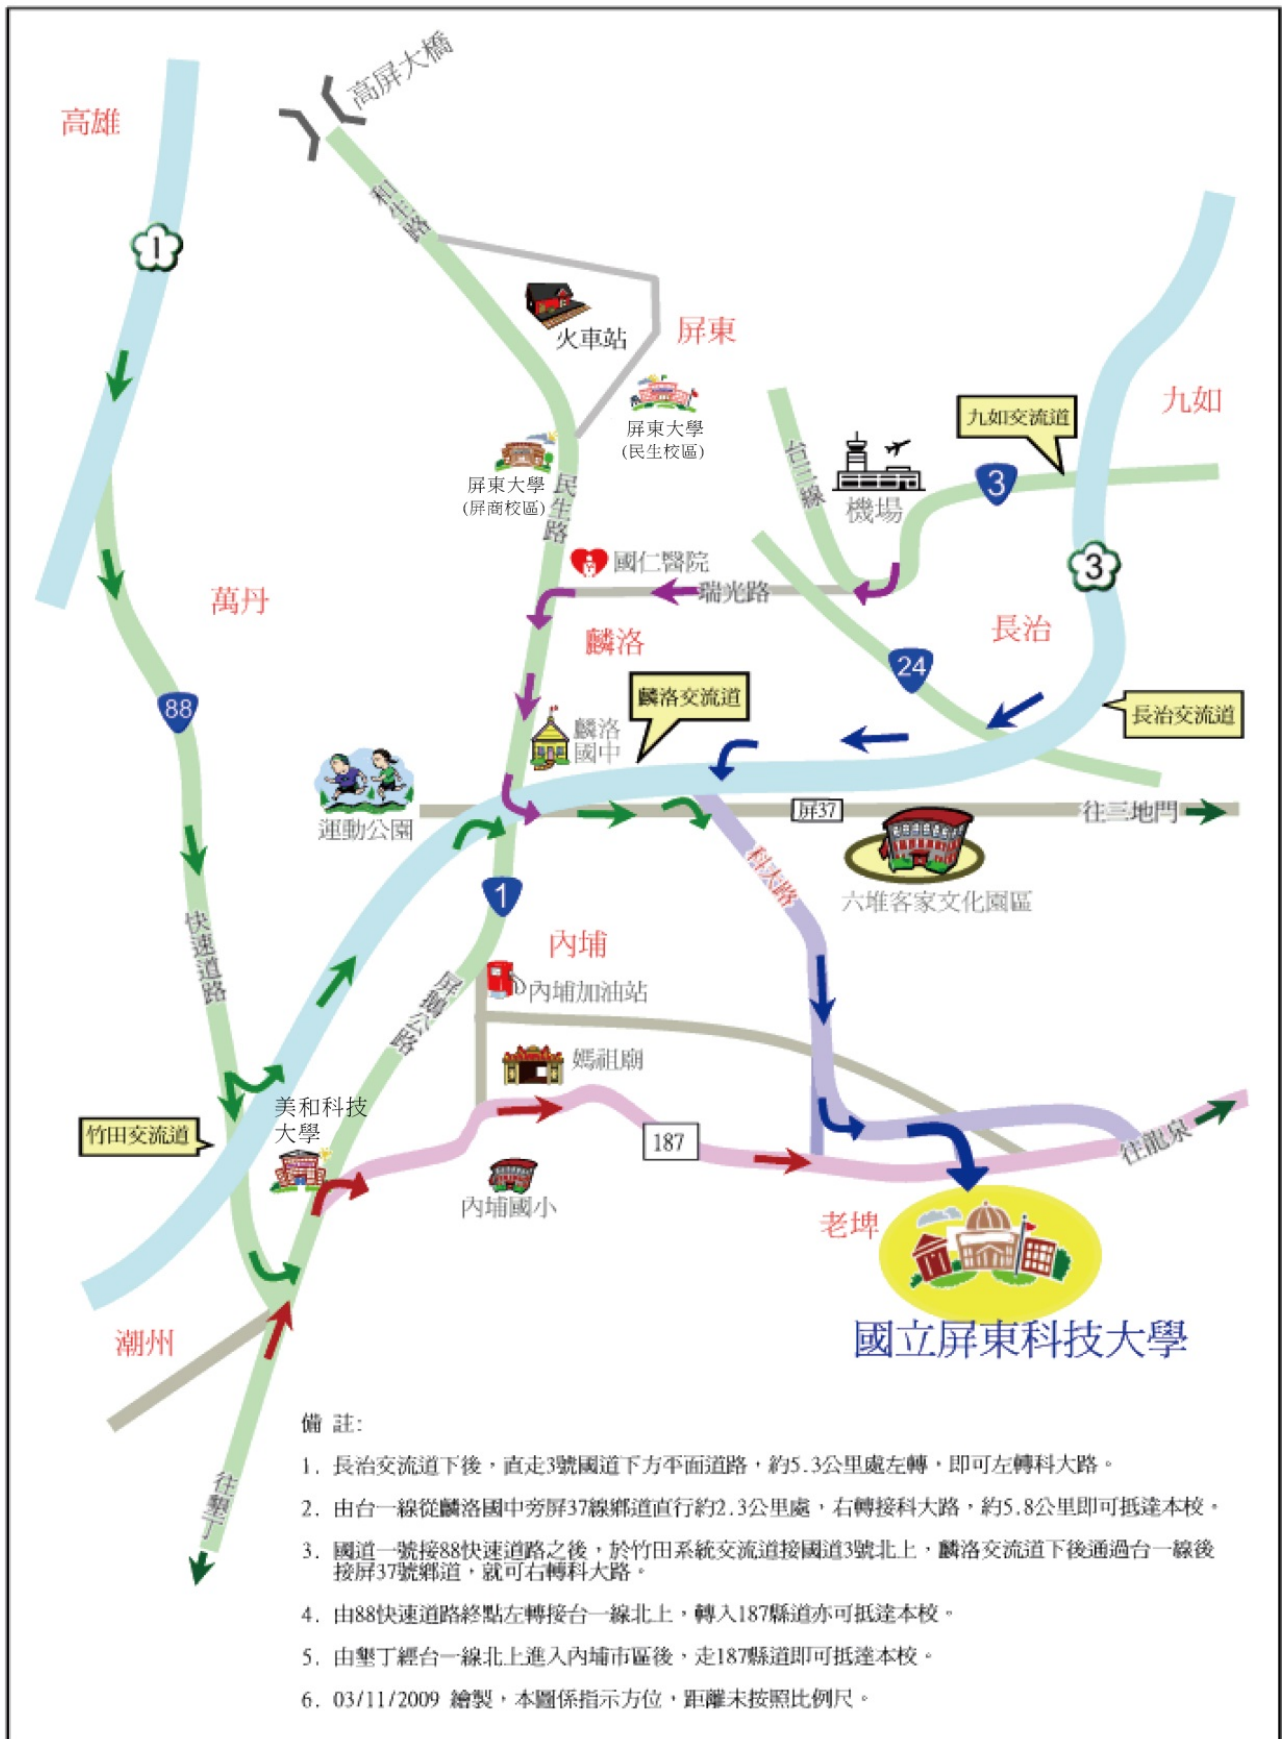 高屏大橋
高雄
1
和生路
火車站
屏東
九如
九如交流道
屏東大學
(民生校區)
屏東大學
(屏商校區)
民生路
台三線
機場
3
3
國仁醫院
瑞光路
萬丹
麟洛
長治
24
88
麟洛交流道
長治交流道
麟洛
國中
運動公園
屏37
往三地門
科大路
六堆客家文化園區
1
快速道路
內埔
屏鵝公路
內埔加油站
媽祖廟
美和科技
大學
竹田交流道
187
往龍泉
內埔國小
老埤
國立屏東科技大學
潮州
往墾丁
備 註:
1. 長治交流道下後，直走3號國道下方平面道路，約5.3公里處左轉，即可左轉科大路。
2. 由台一線從麟洛國中旁屏37線鄉道直行約2.3公里處，右轉接科大路，約5.8公里即可抵達本校。
3. 國道一號接88快速道路之後，於竹田系統交流道接國道3號北上，麟洛交流道下後通過台一線後
接屏37號鄉道，就可右轉科大路。
4. 由88快速道路終點左轉接台一線北上，轉入187縣道亦可抵達本校。
5. 由墾丁經台一線北上進入內埔市區後，走187縣道即可抵達本校。
6. 03/11/2009 繪製，本圖係指示方位，距離未按照比例尺。